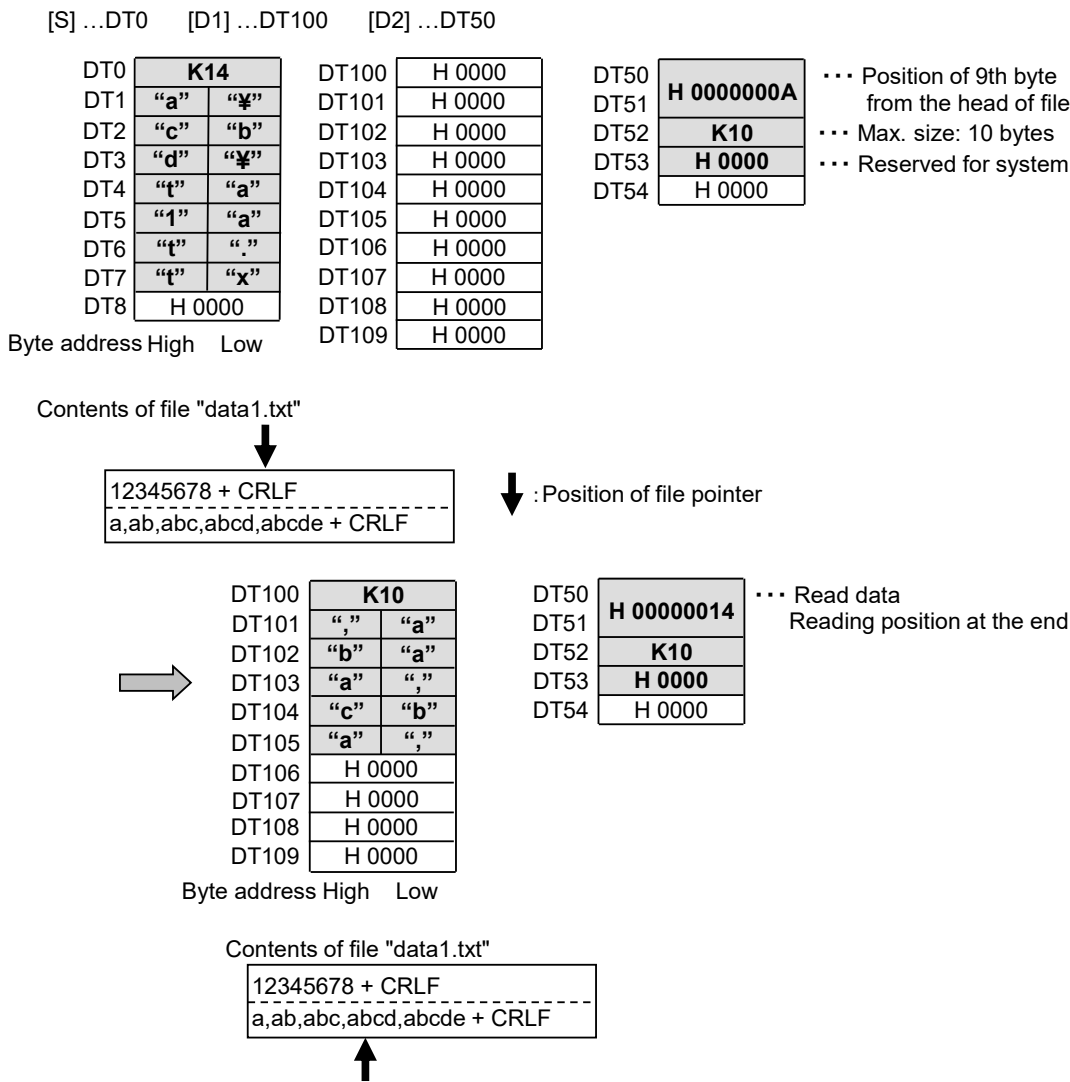 [S] …DT0 [D1] …DT100 [D2] …DT50
DT0 K14
DT1 “a” “¥”
DT2 “c” “b”
DT3 “d” “¥”
DT4 “t” “a”
DT5 “1” “a”
DT6 “t” “.”
DT7 “t” “x”
DT8 H 0000
Byte address High Low
DT100 H 0000
DT101 H 0000
DT102 H 0000
DT103 H 0000
DT104 H 0000
DT105 H 0000
DT106 H 0000
DT107 H 0000
DT108 H 0000
DT109 H 0000
DT50
DT51
H 0000000A
··· Position of 9th byte
from the head of file
DT52 K10 ··· Max. size: 10 bytes
DT53 H 0000 ··· Reserved for system
DT54 H 0000
Contents of file "data1.txt"
12345678 + CRLF
a,ab,abc,abcd,abcde + CRLF
: Position of file pointer
DT100 K10
DT101 “,” “a”
DT102 “b” “a”
DT103 “a” “,”
DT104 “c” “b”
DT105 “a” “,”
DT106 H 0000
DT107 H 0000
DT108 H 0000
DT109 H 0000
Byte address High Low
DT50
DT51
H 00000014
··· Read data
Reading position at the end
DT52 K10
DT53 H 0000
DT54 H 0000
Contents of file "data1.txt"
12345678 + CRLF
a,ab,abc,abcd,abcde + CRLF